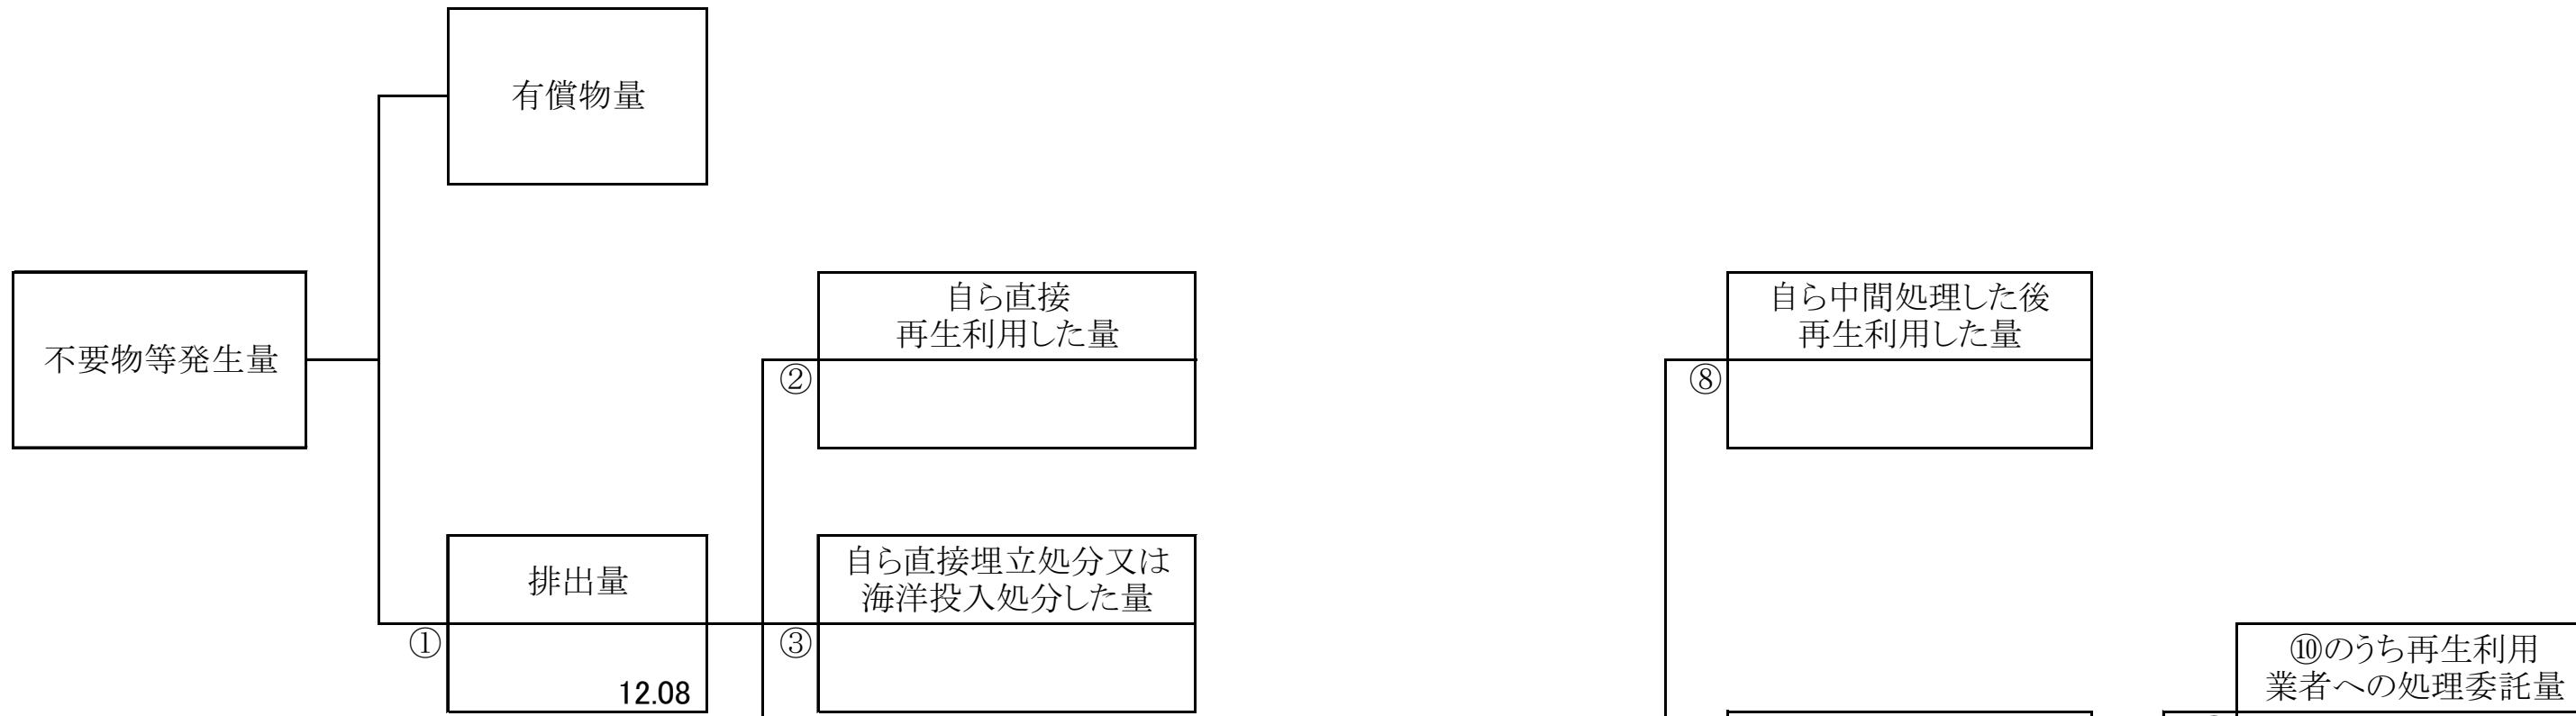 有償物量
不要物等発生量
自ら直接
再生利用した量
②
自ら中間処理した後
再生利用した量
⑧
排出量
①
12.08
自ら直接埋立処分又は
海洋投入処分した量
③
⑩のうち再生利用
業者への処理委託量